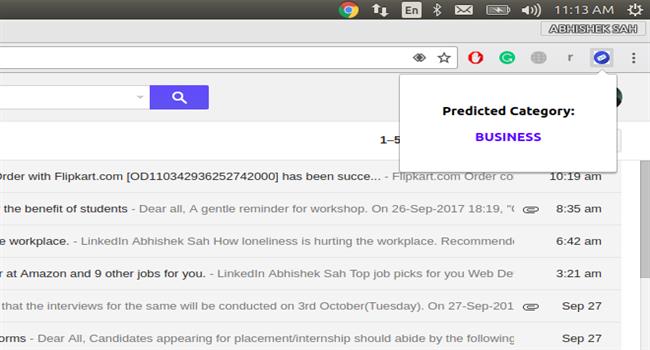 En 11:13 AM
ABHISHEK SAH
r
Predicted Category:
BUSINESS
1–5
Order with Flipkart.com [OD110342936252742000] has been succe... - Flipkart.com Order co 10:19 am
the benefit of students - Dear all, A gentle reminder for workshop. On 26-Sep-2017 18:19, "C 8:35 am
e workplace. - LinkedIn Abhishek Sah How loneliness is hurting the workplace. Recommende 6:42 am
r at Amazon and 9 other jobs for you. - LinkedIn Abhishek Sah Top job picks for you Web De 3:21 am
that the interviews for the same will be conducted on 3rd October(Tuesday). On 27-Sep-201 Sep 27
orms - Dear All, Candidates appearing for placement/internship should abide by the following Sep 27